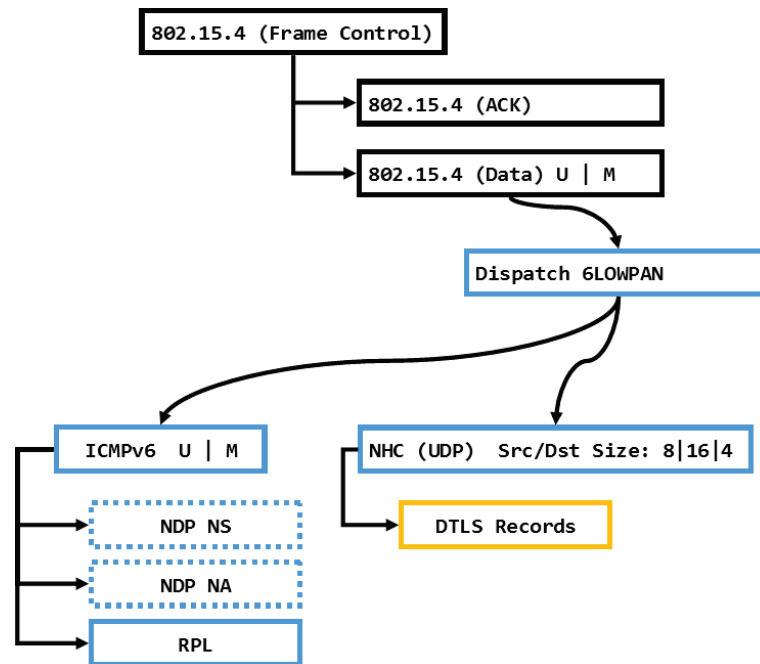 802.15.4 (Frame Control)
802.15.4 (ACK)
802.15.4 (Data) U | M
Dispatch 6LOWPAN
ICMPv6 U | M
NHC (UDP) Src/Dst Size: 8|16|4
NDP NS
DTLS Records
NDP NA
RPL